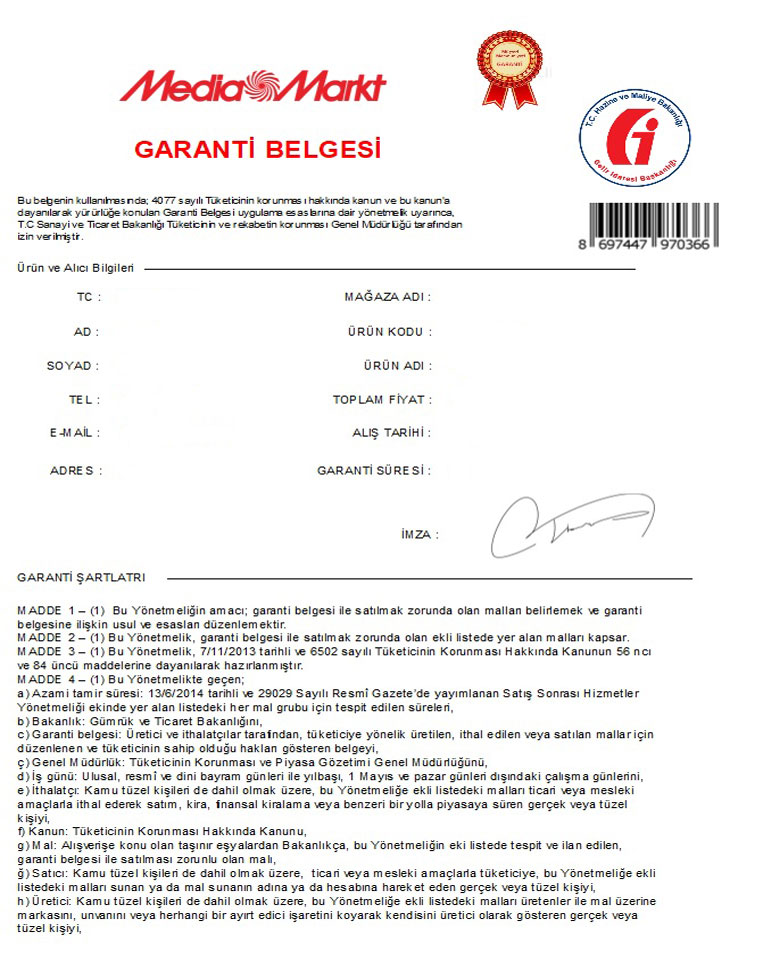 MediaMarkt
GARANTİ BELGESİ
GARANTİ
T.C. Hazine ve Maliye Bakanlığı
Gelir İdaresi Başkanlığı
Bu belgenin kullanılmasında; 4077 sayılı Tüketicinin korunması hakkında kanun ve bu kanun'a
dayanılarak yürürlüğe konulan Garanti Belgesi uygulama esaslarına dair yönetmelik uyarınca,
T.C Sanayi ve Ticaret Bakanlığı Tüketicinin ve rekabetin korunması Genel Müdürlüğü tarafından
izin verilmiştir.
8 697447 970366
Ürün ve Alıcı Bilgileri
TC :
MAĞAZA ADI :
AD :
ÜRÜN KODU :
SOYAD :
ÜRÜN ADI :
TEL :
TOPLAM FİYAT :
E-MAİL :
ALIŞ TARİHİ :
ADRES :
GARANTİ SÜRESİ :
İMZA :
GARANTİ ŞARTLATRI
MADDE 1 – (1) Bu Yönetmeliğin amacı; garanti belgesi ile satılmak zorunda olan malları belirlemek ve garanti
belgesine ilişkin usul ve esasları düzenlemektir.
MADDE 2 – (1) Bu Yönetmelik, garanti belgesi ile satılmak zorunda olan ekli listede yer alan malları kapsar.
MADDE 3 – (1) Bu Yönetmelik, 7/11/2013 tarihli ve 6502 sayılı Tüketicinin Korunması Hakkında Kanunun 56 ncı
ve 84 üncü maddelerine dayanılarak hazırlanmıştır.
MADDE 4 – (1) Bu Yönetmelikte geçen;
a) Azami tamir süresi: 13/6/2014 tarihli ve 29029 Sayılı Resmî Gazete'de yayımlanan Satış Sonrası Hizmetler
Yönetmeliği ekinde yer alan listedeki her mal grubu için tespit edilen süreleri,
b) Bakanlık: Gümrük ve Ticaret Bakanlığını,
c) Garanti belgesi: Üretici ve ithalatçılar tarafından, tüketiciye yönelik üretilen, ithal edilen veya satılan mallar için
düzenlenen ve tüketicinin sahip olduğu hakları gösteren belgeyi,
ç) Genel Müdürlük: Tüketicinin Korunması ve Piyasa Gözetimi Genel Müdürlüğünü,
d) İş günü: Ulusal, resmî ve dini bayram günleri ile yılbaşı, 1 Mayıs ve pazar günleri dışındaki çalışma günlerini,
e) İthalatçı: Kamu tüzel kişileri de dahil olmak üzere, bu Yönetmeliğe ekli listedeki malları ticari veya mesleki
amaçlarla ithal ederek satım, kira, finansal kiralama veya benzeri bir yolla piyasaya süren gerçek veya tüzel
kişiyi,
f) Kanun: Tüketicinin Korunması Hakkında Kanunu,
g) Mal: Alışverişe konu olan taşınır eşyalardan Bakanlıkça, bu Yönetmeliğin eki listede tespit ve ilan edilen,
garanti belgesi ile satılması zorunlu olan malı,
ğ) Satıcı: Kamu tüzel kişileri de dahil olmak üzere, ticari veya mesleki amaçlarla tüketiciye, bu Yönetmeliğe ekli
listedeki malları sunan ya da mal sunanın adına ya da hesabına hareket eden gerçek veya tüzel kişiyi,
h) Üretici: Kamu tüzel kişileri de dahil olmak üzere, bu Yönetmeliğe ekli listedeki malları üretenler ile mal üzerine
markasını, unvanını veya herhangi bir ayırt edici işaretini koyarak kendisini üretici olarak gösteren gerçek veya
tüzel kişiyi,